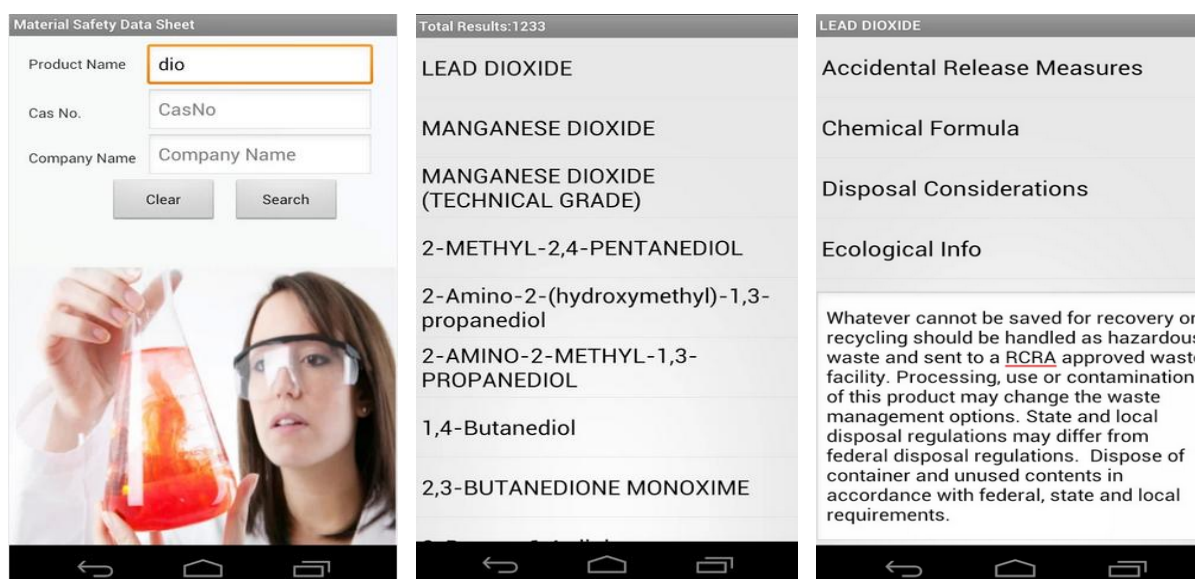 Material Safety Data Sheet
Product Name
dio
Cas No.
CasNo
Company Name
Company Name
Clear
Search
Total Results:1233
LEAD DIOXIDE
MANGANESE DIOXIDE
MANGANESE DIOXIDE
(TECHNICAL GRADE)
2-METHYL-2,4-PENTANEDIOL
2-Amino-2-(hydroxymethyl)-1,3-
propanediol
2-AMINO-2-METHYL-1,3-
PROPANEDIOL
1,4-Butanediol
2,3-BUTANEDIONE MONOXIME
LEAD DIOXIDE
Accidental Release Measures
Chemical Formula
Disposal Considerations
Ecological Info
Whatever cannot be saved for recovery or
recycling should be handled as hazardous
waste and sent to a RCRA approved waste
facility. Processing, use or contamination
of this product may change the waste
management options. State and local
disposal regulations may differ from
federal disposal regulations.  Dispose of
container and unused contents in
accordance with federal, state and local
requirements.